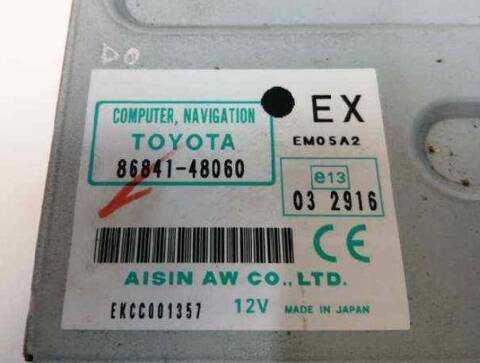 DO
COMPUTER, NAVIGATION
TOYOTA
86841-48060
EX
EM05A2
e13
03 2916
CE
AISIN AW CO., LTD.
EKCC001357
12V
MADE IN JAPAN